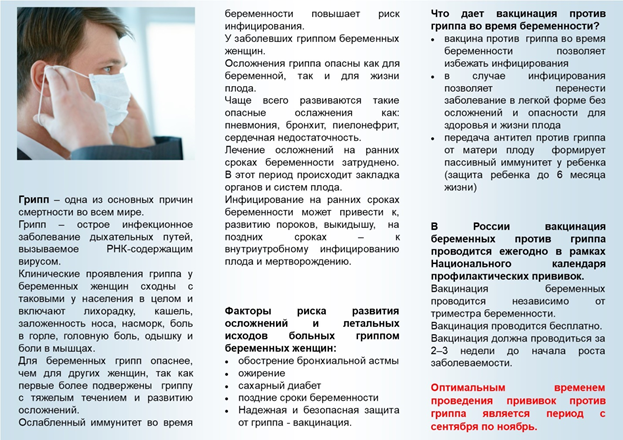 Грипп – одна из основных причин
смертности во всем мире.
Грипп – острое инфекционное
заболевание дыхательных путей,
вызываемое РНК-содержащим
вирусом.
Клинические проявления гриппа у
беременных женщин сходны с
таковыми у населения в целом и
включают лихорадку, кашель,
заложенность носа, насморк, боль
в горле, головную боль, одышку и
боли в мышцах.
Для беременных грипп опаснее,
чем для других женщин, так как
первые более подвержены гриппу
с тяжелым течением и развитию
осложнений.
Ослабленный иммунитет во время
беременности повышает риск
инфицирования.
У заболевших гриппом беременных
женщин.
Осложнения гриппа опасны как для
беременной, так и для жизни
плода.
Чаще всего развиваются такие
опасные осложнения как:
пневмония, бронхит, пиелонефрит,
сердечная недостаточность.
Лечение осложнений на ранних
сроках беременности затруднено.
В этот период происходит закладка
органов и систем плода.
Инфицирование на ранних сроках
беременности может привести к,
развитию пороков, выкидышу, на
поздних сроках – к
внутриутробному инфицированию
плода и мертворождению.
Факторы риска развития
осложнений и летальных
исходов больных гриппом
беременных женщин:
• обострение бронхиальной астмы
• ожирение
• сахарный диабет
• поздние сроки беременности
• Надежная и безопасная защита
от гриппа - вакцинация.
Что дает вакцинация против
гриппа во время беременности?
• вакцина против гриппа во время
беременности позволяет
избежать инфицирования
• в случае инфицирования
позволяет перенести
заболевание в легкой форме без
осложнений и опасности для
здоровья и жизни плода
• передача антител против гриппа
от матери плоду формирует
пассивный иммунитет у ребенка
(защита ребенка до 6 месяца
жизни)
В России вакцинация
беременных против гриппа
проводится ежегодно в рамках
Национального календаря
профилактических прививок.
Вакцинация беременных
проводится независимо от
триместра беременности.
Вакцинация проводится бесплатно.
Вакцинация должна проводиться за
2–3 недели до начала роста
заболеваемости.
Оптимальным временем
проведения прививок против
гриппа является период с
сентября по ноябрь.